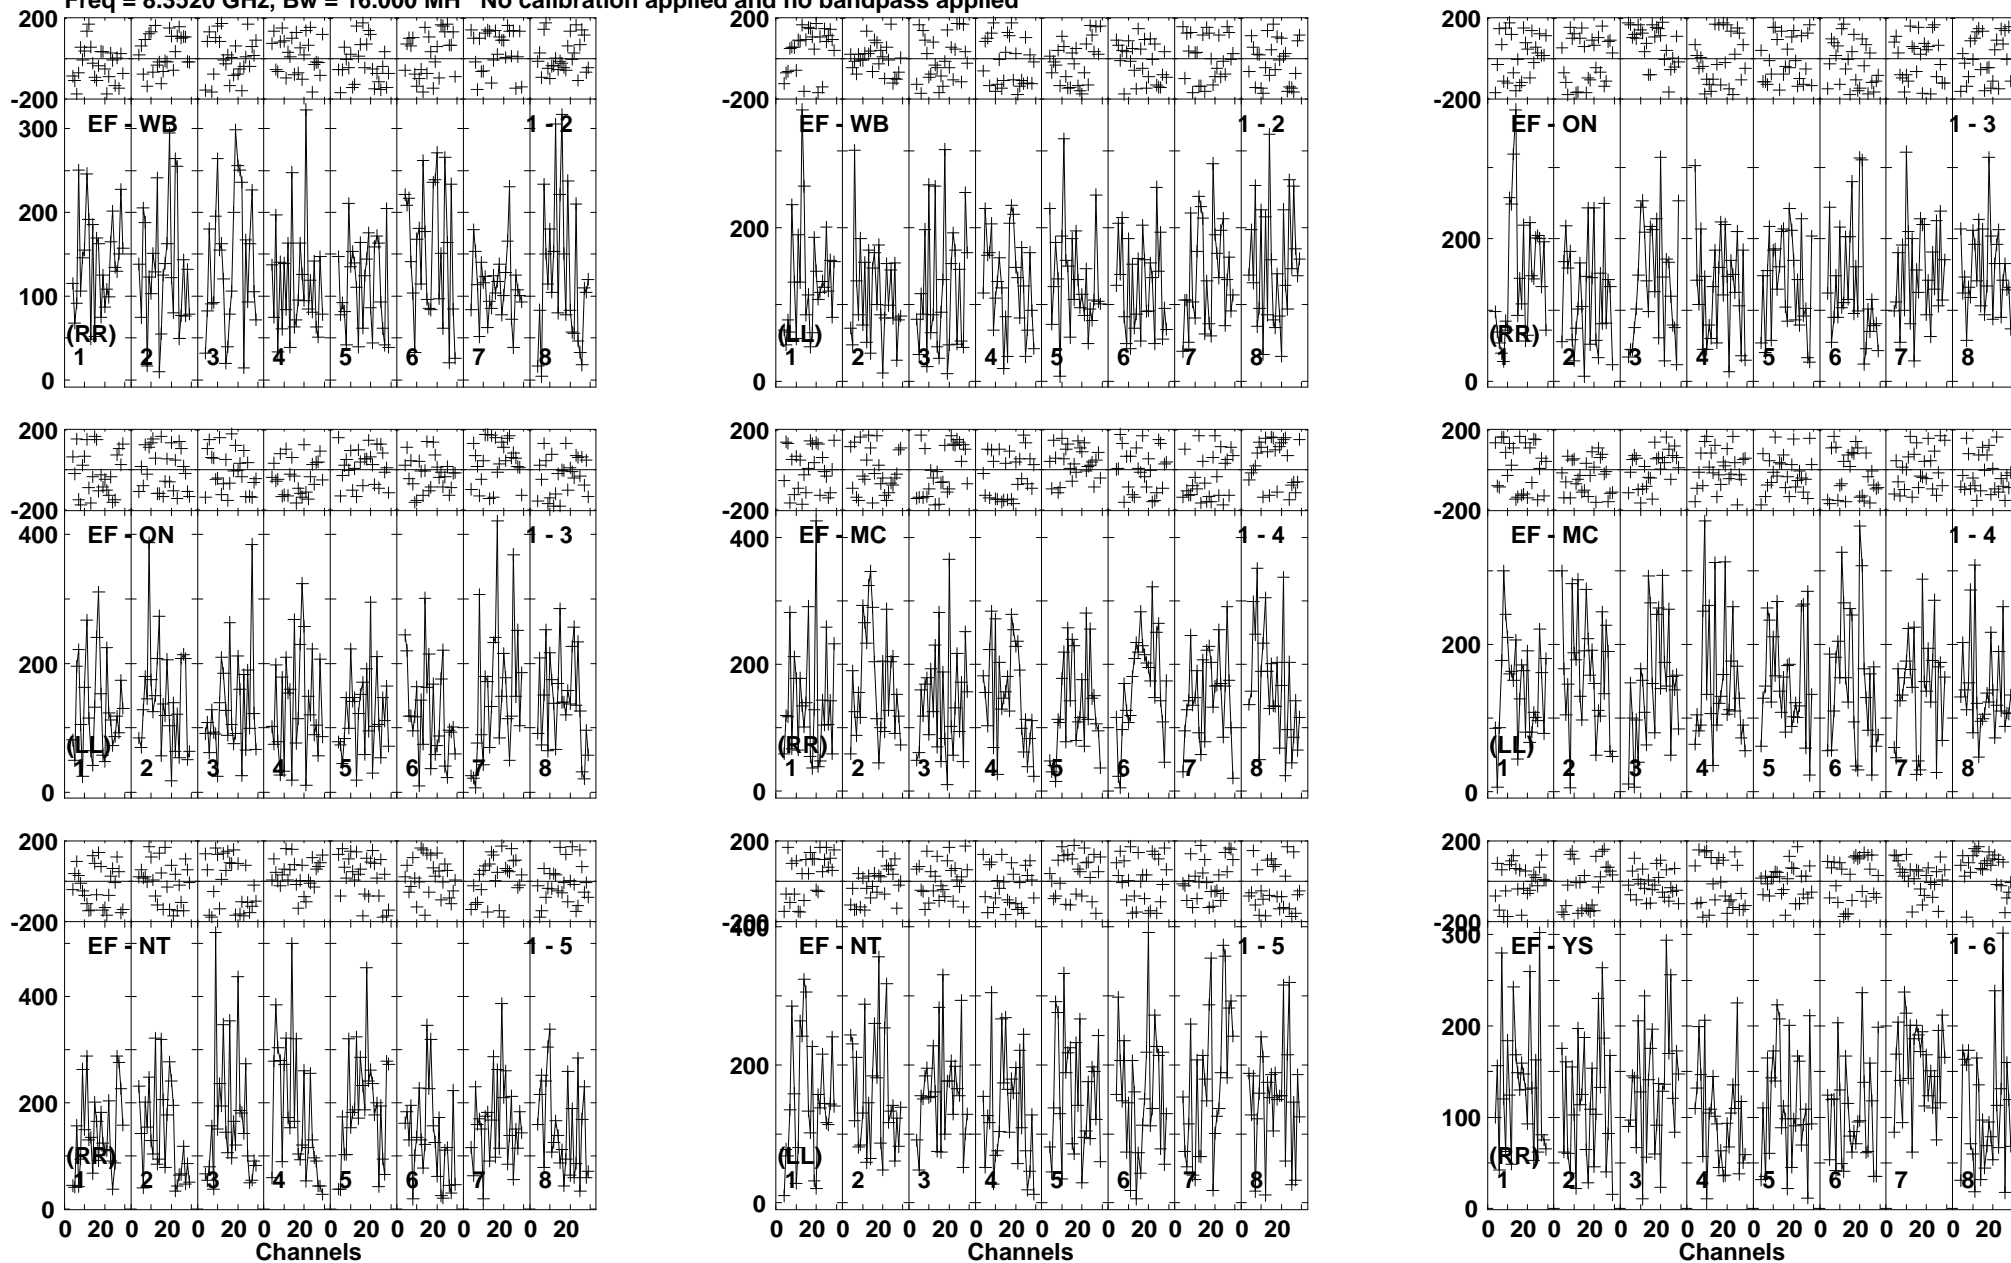 Freq = 8.3520 GHz, Bw = 16.000 MH No calibration applied and no bandpass applied
200 200 200
-200 -200 -200
EF - WB 1 - 2 EF - WB 1 - 2 EF - ON 1 - 3
300
200 200 200
100
(RR) (LL) (RR)
1 2 3 4 5 6 7 8 1 2 3 4 5 6 7 8 1 2 3 4 5 6 7 8
0 0 0
200 200 200
-200 -200 -200
EF - ON 1 - 3 EF - MC 1 - 4 EF - MC 1 - 4
400 400
200 200 200
(LL) (RR) (LL)
1 2 3 4 5 6 7 8 1 2 3 4 5 6 7 8 1 2 3 4 5 6 7 8
0 0 0
200 200 200
-200 -200 -200
400 300
EF - NT 1 - 5 EF - NT 1 - 5 EF - YS 1 - 6
400
200 200 200
100
(RR) (LL) (RR)
1 2 3 4 5 6 7 8 1 2 3 4 5 6 7 8 1 2 3 4 5 6 7 8
0 0 0
0 20 0 20 0 20 0 20 0 20 0 20 0 20 0 20 0 20 0 20 0 20 0 20 0 20 0 20 0 20 0 20 0 20 0 20 0 20 0 20 0 20 0 20 0 20 0 20
Channels Channels Channels